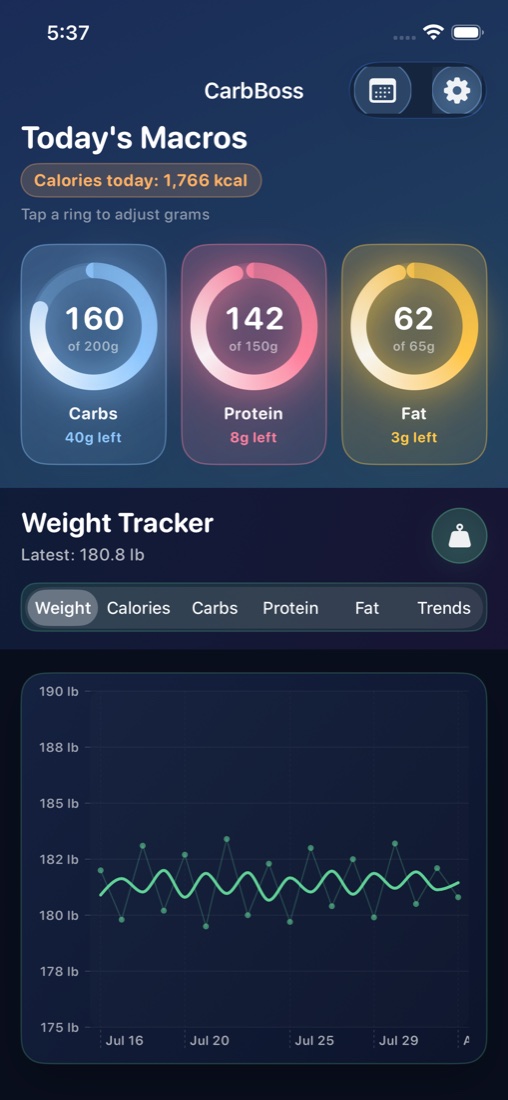 5:37
CarbBoss
Today's Macros
Calories today: 1,766 kcal
Tap a ring to adjust grams
160
of 200g
Carbs
40g left
142
of 150g
Protein
8g left
62
of 65g
Fat
3g left
Weight Tracker
Latest: 180.8 lb
Weight Calories Carbs Protein Fat Trends
190 lb
188 lb
185 lb
182 lb
180 lb
178 lb
175 lb
Jul 16 Jul 20 Jul 25 Jul 29